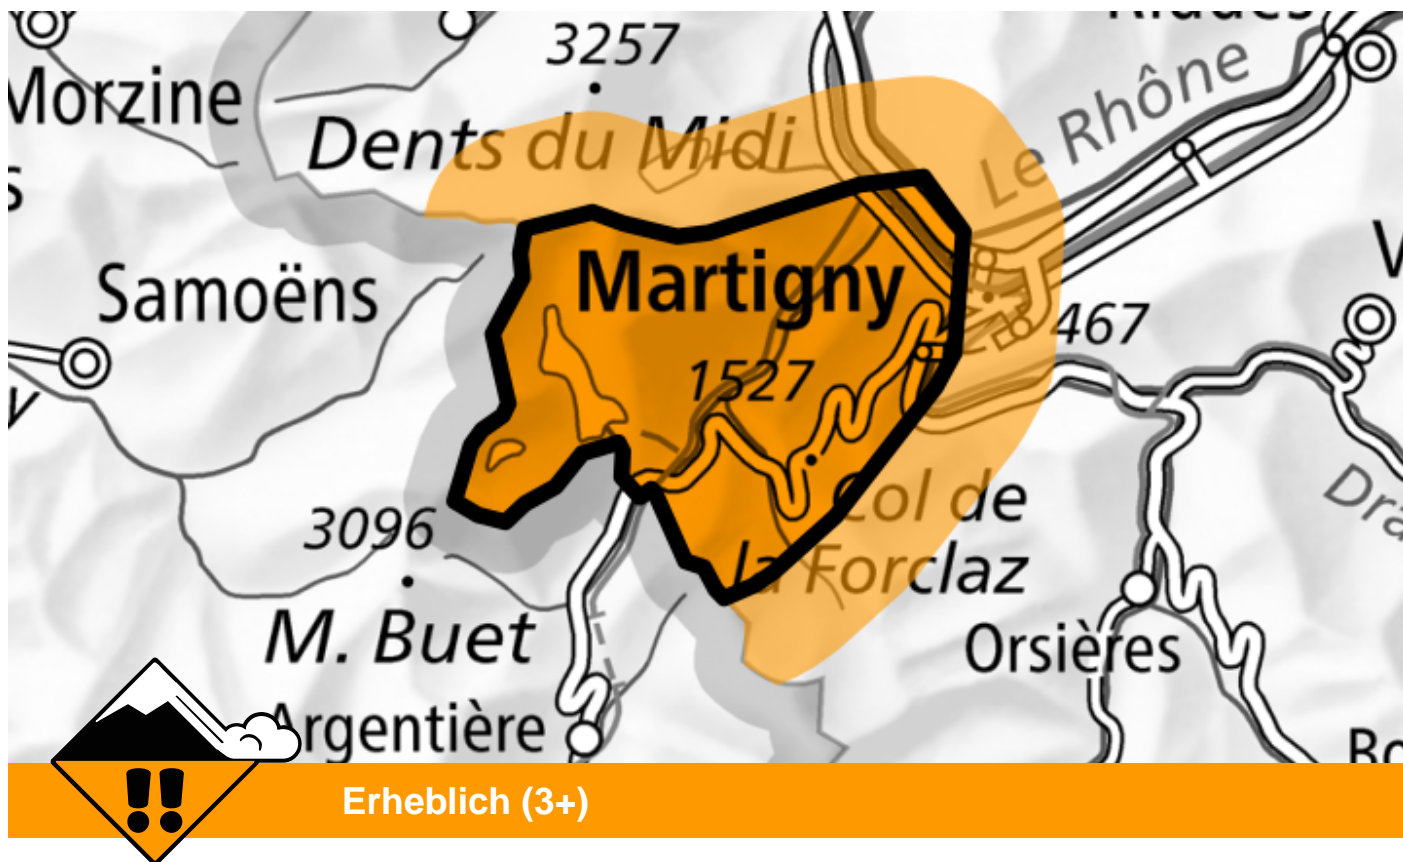 3257
Morzine
Le Rhône
Dents du Midi
Samoëns
Martigny
467
1527
3096
Col de
la Forclaz
M. Buet
Orsières
Argentière
Erheblich (3+)